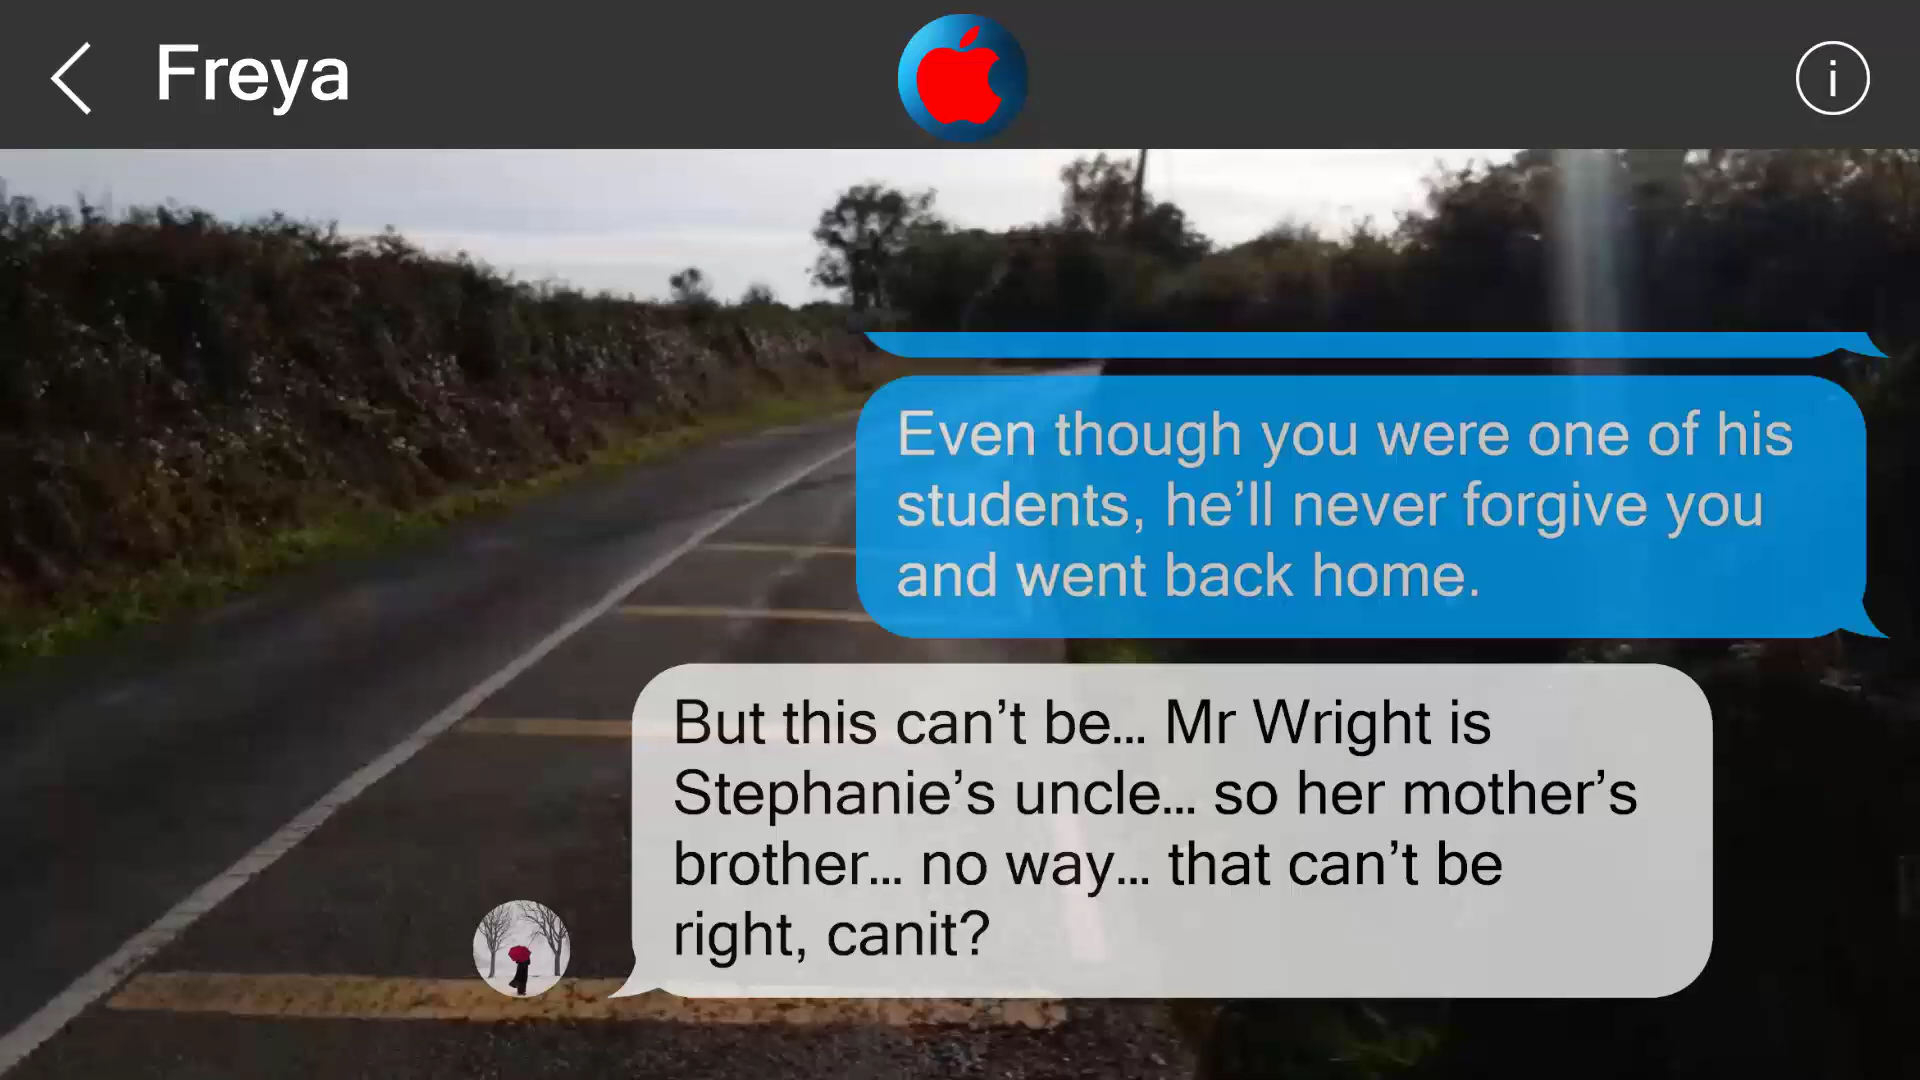 Freya
i
Even though you were one of his
students, he’ll never forgive you
and went back home.
But this can’t be... Mr Wright is
Stephanie’s uncle... so her mother’s
brother... no way... that can’t be
right, canit?